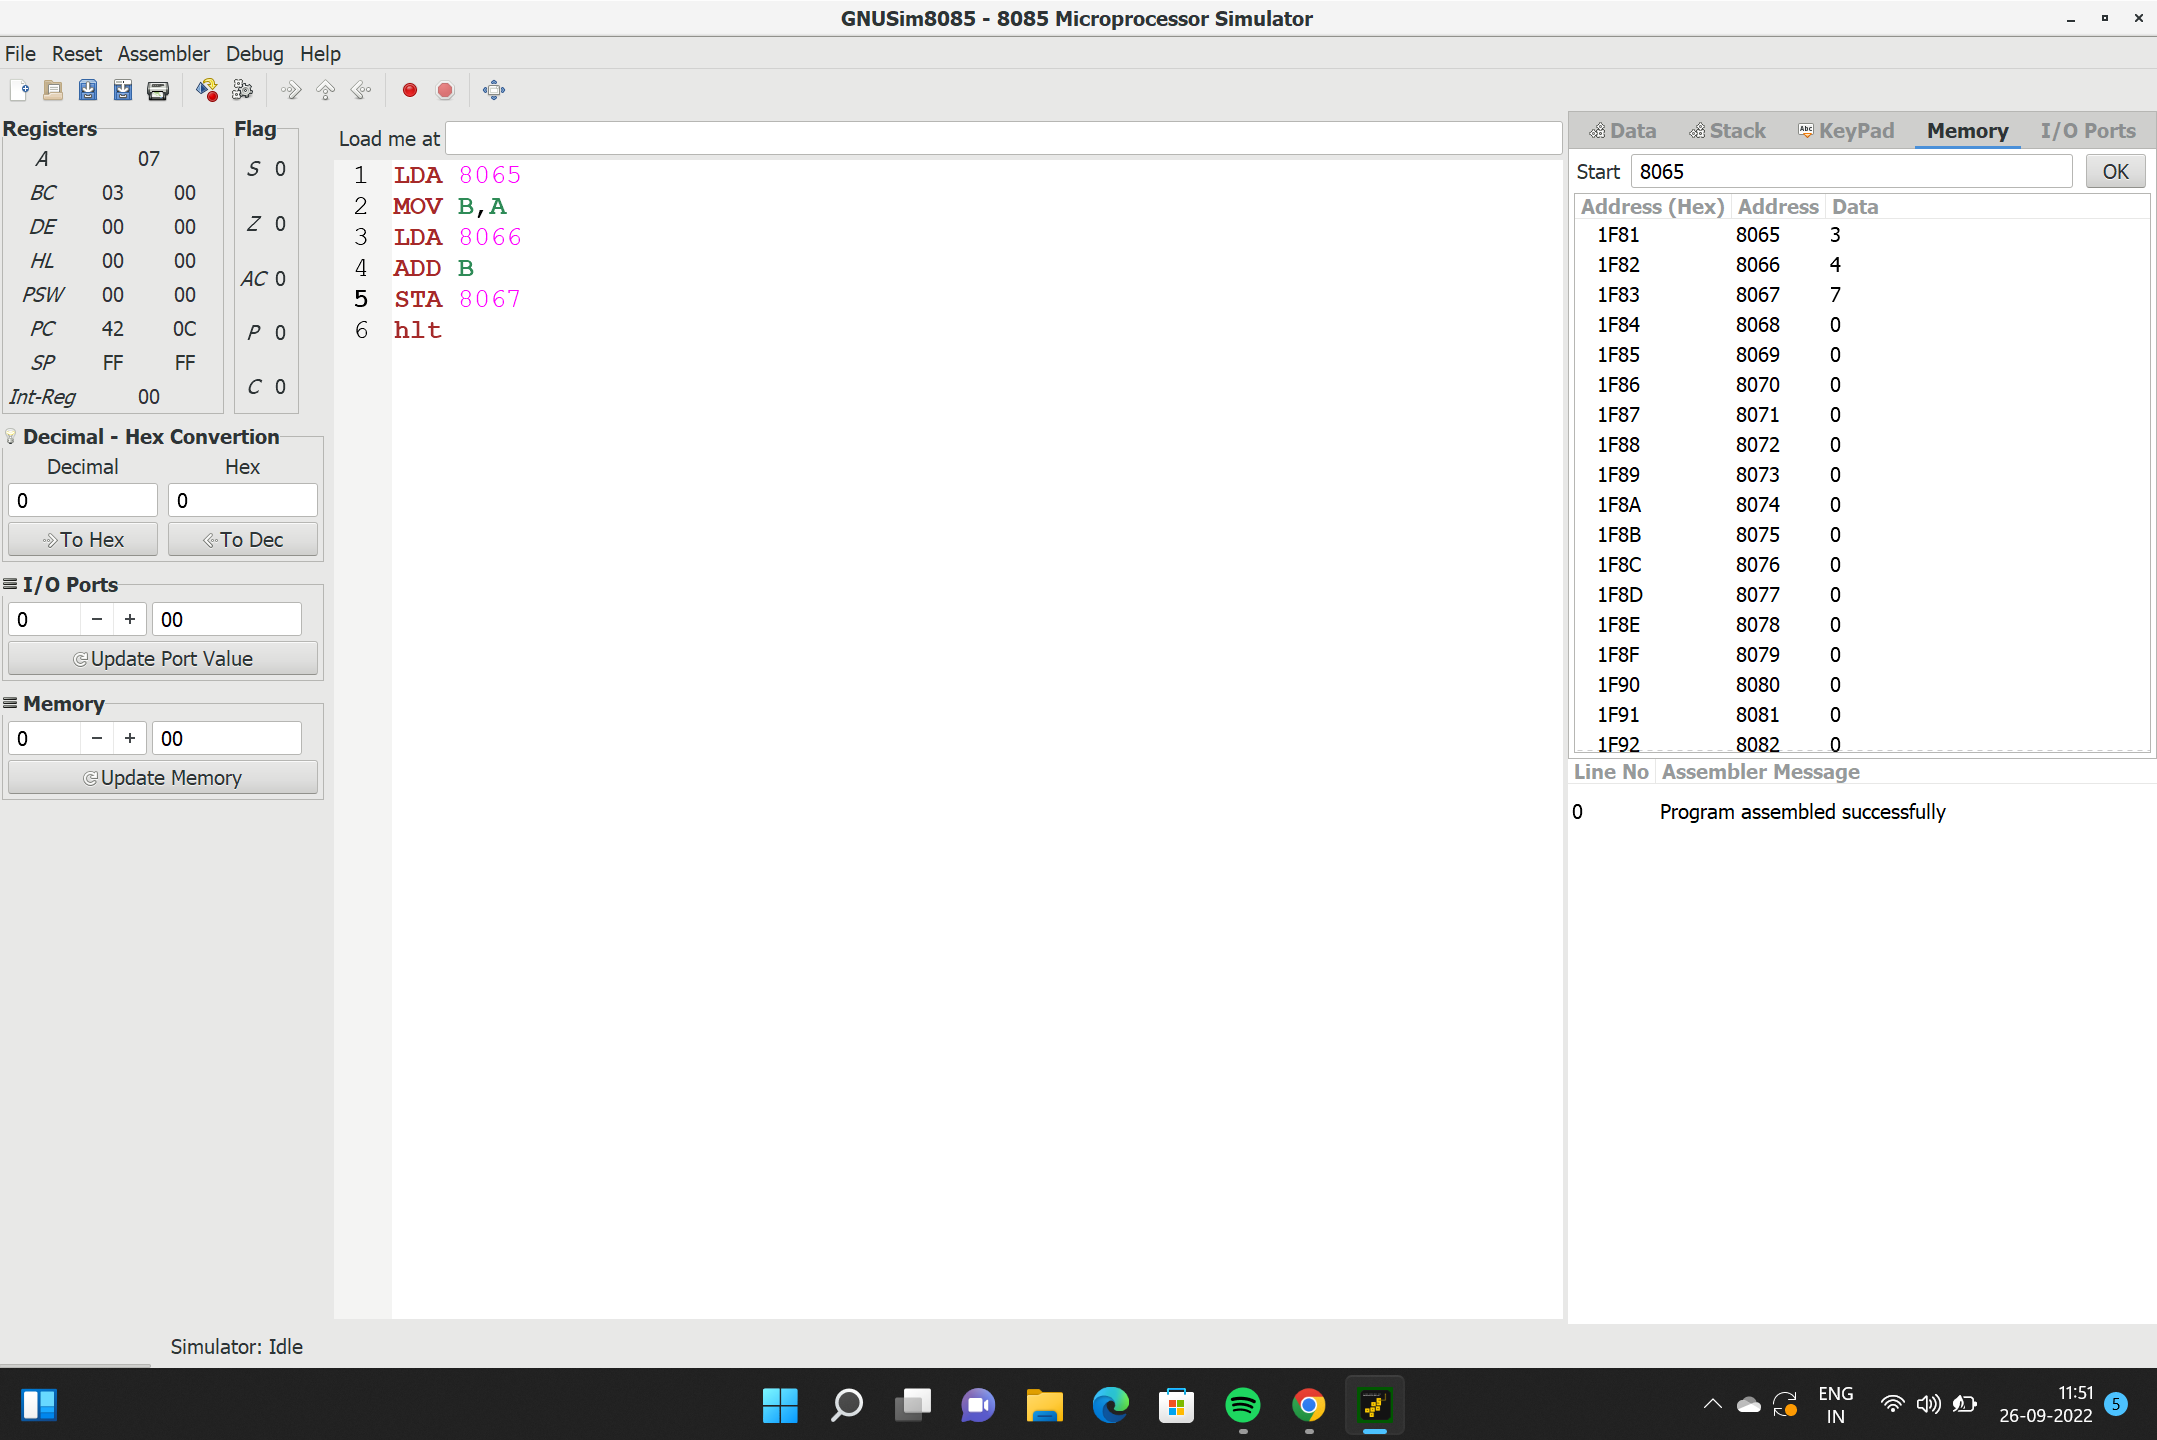 GNUSim8085 - 8085 Microprocessor Simulator
File Reset Assembler Debug Help
Registers
A 07
BC 03 00
DE 00 00
HL 00 00
PSW 00 00
PC 42 0C
SP FF FF
Int-Reg 00
Flag
S 0
Z 0
AC 0
P 0
C 0
Decimal - Hex Convertion
Decimal Hex
0 0
To Hex To Dec
I/O Ports
0 − + 00
Update Port Value
Memory
0 − + 00
Update Memory
Load me at
1 LDA 8065
2 MOV B,A
3 LDA 8066
4 ADD B
5 STA 8067
6 hlt
Data Stack KeyPad Memory I/O Ports
Start 8065 OK
Address (Hex) Address Data
1F81 8065 3
1F82 8066 4
1F83 8067 7
1F84 8068 0
1F85 8069 0
1F86 8070 0
1F87 8071 0
1F88 8072 0
1F89 8073 0
1F8A 8074 0
1F8B 8075 0
1F8C 8076 0
1F8D 8077 0
1F8E 8078 0
1F8F 8079 0
1F90 8080 0
1F91 8081 0
1F92 8082 0
Line No Assembler Message
0 Program assembled successfully
Simulator: Idle
ENG
IN
11:51
26-09-2022
5